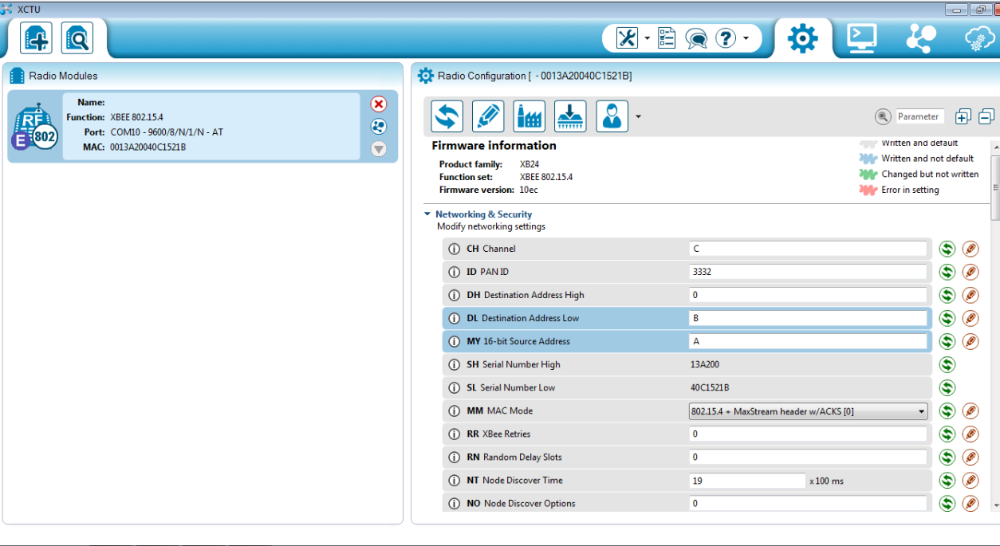 XCTU
Radio Modules
Name:
Function: XBEE 802.15.4
Port: COM10 - 9600/8/N/1/N - AT
MAC: 0013A20040C1521B
RF
E
802
Radio Configuration [ - 0013A20040C1521B]
Parameter
Firmware information
Product family: XB24
Function set: XBEE 802.15.4
Firmware version: 10ec
Written and default
Written and not default
Changed but not written
Error in setting
Networking & Security
Modify networking settings
CH Channel C
ID PAN ID 3332
DH Destination Address High 0
DL Destination Address Low B
MY 16-bit Source Address A
SH Serial Number High 13A200
SL Serial Number Low 40C1521B
MM MAC Mode 802.15.4 + MaxStream header w/ACKS [0]
RR XBee Retries 0
RN Random Delay Slots 0
NT Node Discover Time 19 x 100 ms
NO Node Discover Options 0